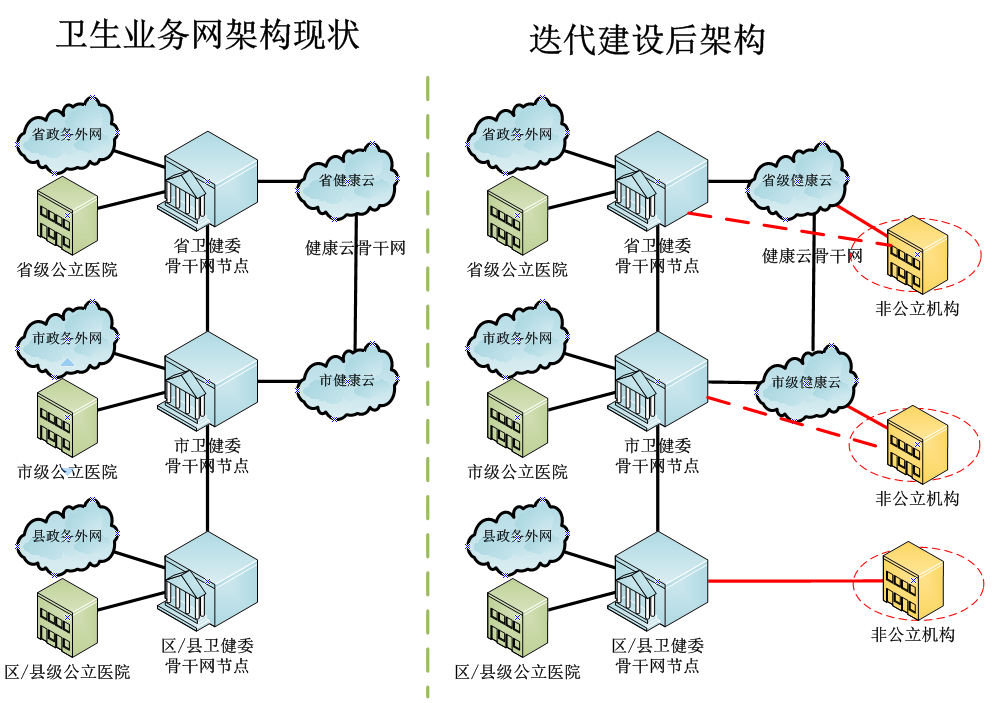 卫生业务网架构现状
省政务外网
省健康云
省级公立医院
省卫健委
骨干网节点
健康云骨干网
市政务外网
市健康云
市级公立医院
市卫健委
骨干网节点
县政务外网
区/县级公立医院
区/县卫健委
骨干网节点
迭代建设后架构
省政务外网
省级健康云
省级公立医院
省卫健委
骨干网节点
健康云骨干网
非公立机构
市政务外网
市级健康云
市级公立医院
市卫健委
骨干网节点
非公立机构
县政务外网
区/县级公立医院
区/县卫健委
骨干网节点
非公立机构